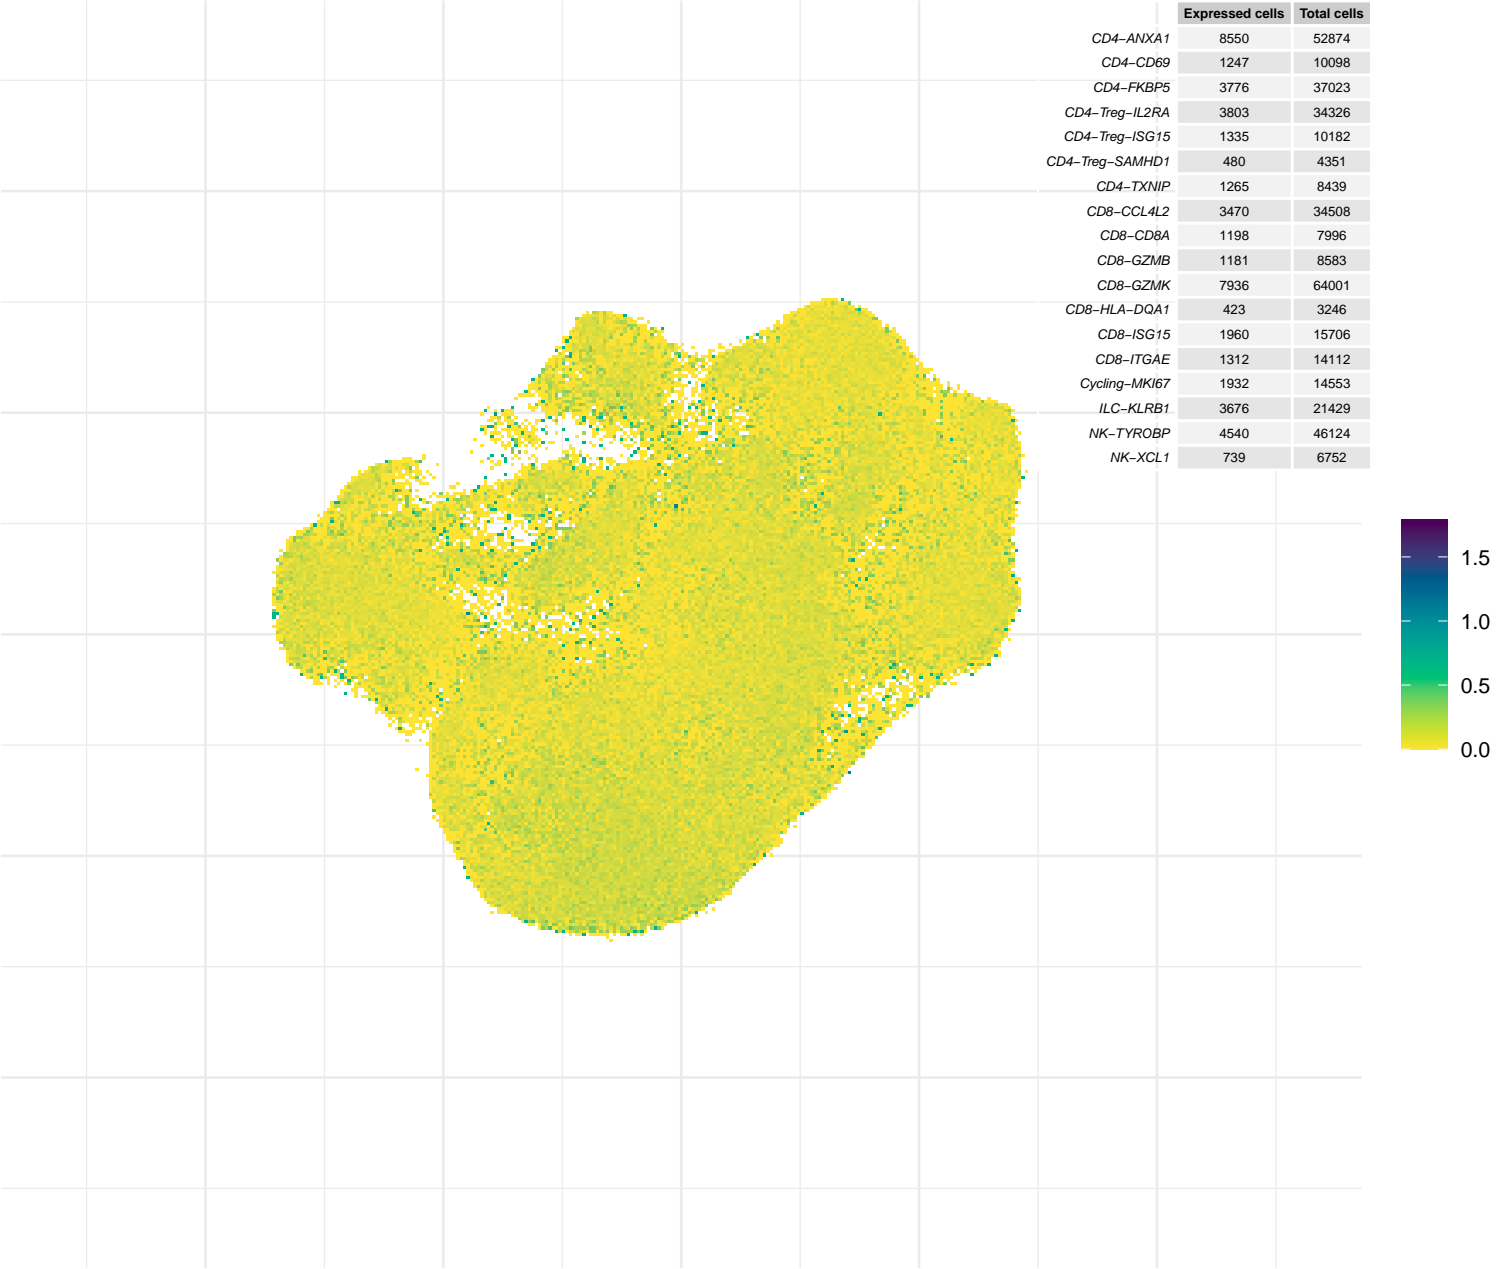 Expressed cells Total cells
CD4−ANXA1 8550 52874
CD4−CD69 1247 10098
CD4−FKBP5 3776 37023
CD4−Treg−IL2RA 3803 34326
CD4−Treg−ISG15 1335 10182
CD4−Treg−SAMHD1 480 4351
CD4−TXNIP 1265 8439
CD8−CCL4L2 3470 34508
CD8−CD8A 1198 7996
CD8−GZMB 1181 8583
CD8−GZMK 7936 64001
CD8−HLA−DQA1 423 3246
CD8−ISG15 1960 15706
CD8−ITGAE 1312 14112
Cycling−MKI67 1932 14553
ILC−KLRB1 3676 21429
NK−TYROBP 4540 46124
NK−XCL1 739 6752
1.5
1.0
0.5
0.0